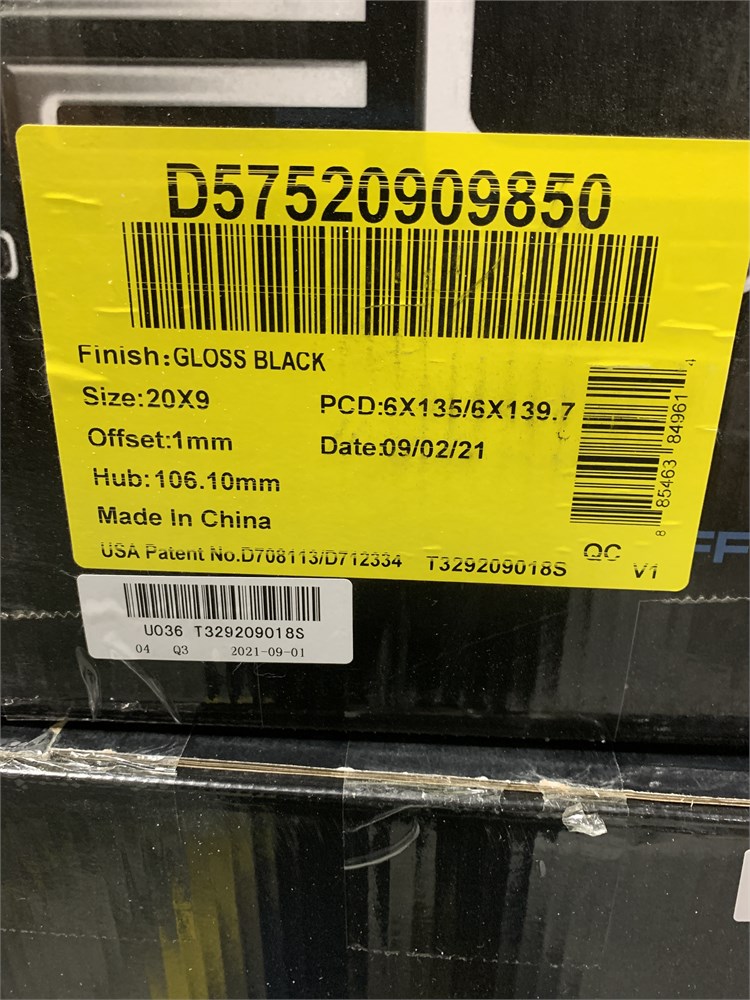 D57520909850
Finish:GLOSS BLACK
Size:20X9
PCD:6X135/6X139.7
Offset:1mm
Date:09/02/21
Hub:106.10mm
Made In China
USA Patent No.D708113/D712334
T329209018S
QC
V1
8 85463 84961 4
U036 T329209018S
04 Q3 2021-09-01